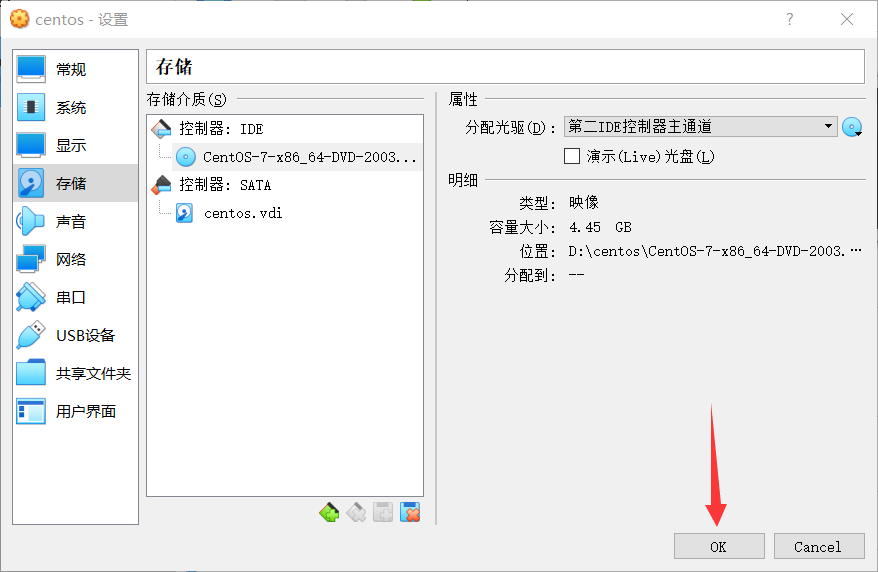 centos - 设置
常规
系统
显示
存储
声音
网络
串口
USB设备
共享文件夹
用户界面
存储
存储介质(S)
控制器: IDE
CentOS-7-x86_64-DVD-2003...
控制器: SATA
centos.vdi
属性
分配光驱(D): 第二IDE控制器主通道
演示(Live)光盘(L)
明细
类型: 映像
容量大小: 4.45 GB
位置: D:\centos\CentOS-7-x86_64-DVD-2003. ...
分配到: --
OK
Cancel